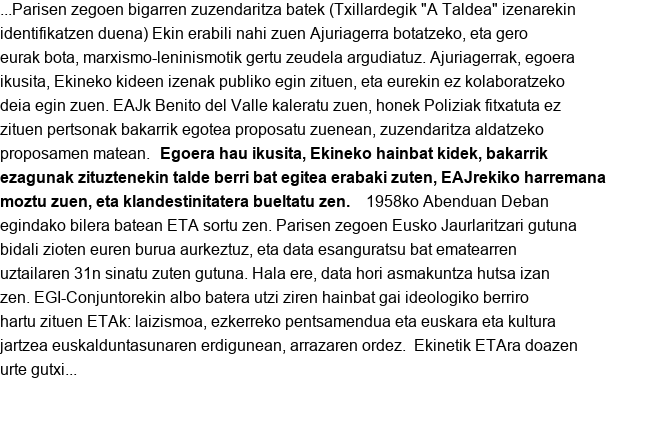 ...Parisen zegoen bigarren zuzendaritza batek (Txillardegik "A Taldea" izenarekin
identifikatzen duena) Ekin erabili nahi zuen Ajuriagerra botatzeko, eta gero
eurak bota, marxismo-leninismotik gertu zeudela argudiatuz. Ajuriagerrak, egoera
ikusita, Ekineko kideen izenak publiko egin zituen, eta eurekin ez kolaboratzeko
deia egin zuen. EAJk Benito del Valle kaleratu zuen, honek Poliziak fitxatuta ez
zituen pertsonak bakarrik egotea proposatu zuenean, zuzendaritza aldatzeko
proposamen matean.  Egoera hau ikusita, Ekineko hainbat kidek, bakarrik
ezagunak zituztenekin talde berri bat egitea erabaki zuten, EAJrekiko harremana
moztu zuen, eta klandestinitatera bueltatu zen.    1958ko Abenduan Deban
egindako bilera batean ETA sortu zen. Parisen zegoen Eusko Jaurlaritzari gutuna
bidali zioten euren burua aurkeztuz, eta data esanguratsu bat ematearren
uztailaren 31n sinatu zuten gutuna. Hala ere, data hori asmakuntza hutsa izan
zen. EGI-Conjuntorekin albo batera utzi ziren hainbat gai ideologiko berriro
hartu zituen ETAk: laizismoa, ezkerreko pentsamendua eta euskara eta kultura
jartzea euskalduntasunaren erdigunean, arrazaren ordez.  Ekinetik ETAra doazen
urte gutxi...